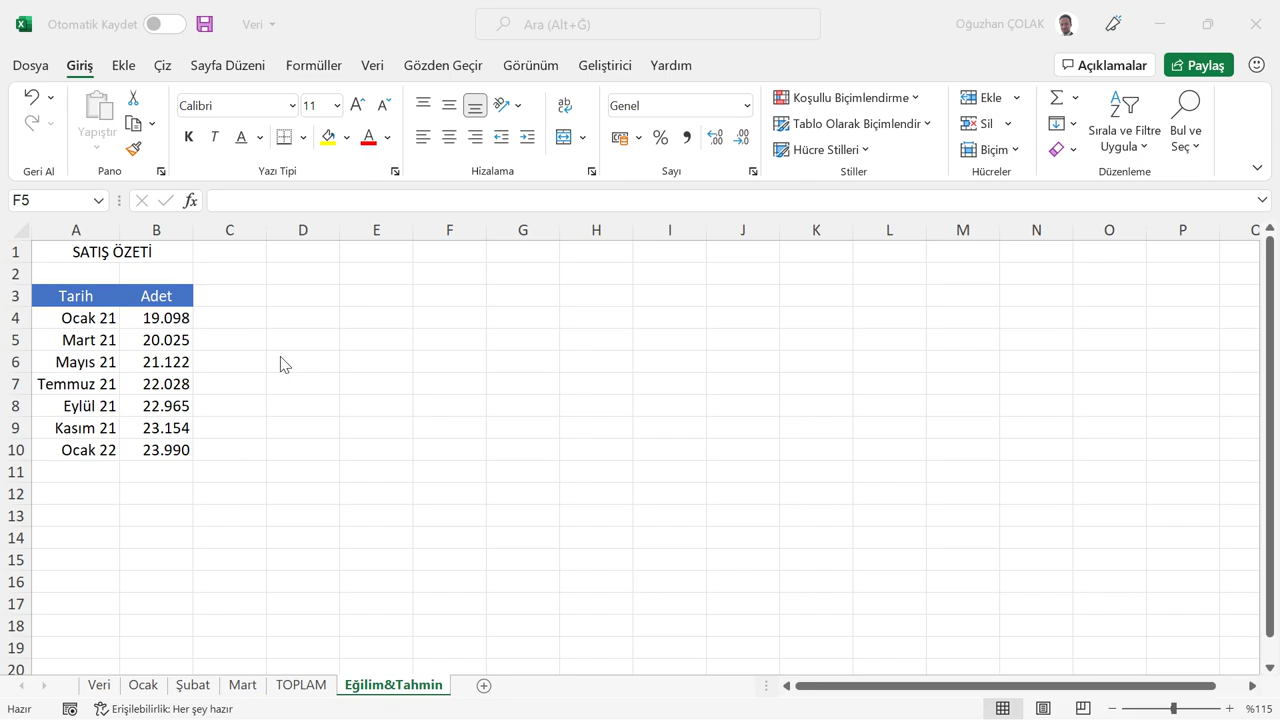 Otomatik Kaydet
Veri
Ara (Alt+Ğ)
Oğuzhan ÇOLAK
Dosya
Giriş
Ekle
Çiz
Sayfa Düzeni
Formüller
Veri
Gözden Geçir
Görünüm
Geliştirici
Yardım
Açıklamalar
Paylaş
Yapıştır
Geri Al
Pano
Calibri
11
K
T
A
A
Yazı Tipi
Hizalama
Genel
Sayı
Koşullu Biçimlendirme
Tablo Olarak Biçimlendir
Hücre Stilleri
Stiller
Ekle
Sil
Biçim
Hücreler
Sırala ve Filtre
Uygula
Bul ve
Seç
Düzenleme
F5
fx
A B C D E F G H I J K L M N O P
1 SATIŞ ÖZETİ
2
3 Tarih Adet
4 Ocak 21 19.098
5 Mart 21 20.025
6 Mayıs 21 21.122
7 Temmuz 21 22.028
8 Eylül 21 22.965
9 Kasım 21 23.154
10 Ocak 22 23.990
11
12
13
14
15
16
17
18
19
20
Veri
Ocak
Şubat
Mart
TOPLAM
Eğilim&Tahmin
Hazır
Erişilebilirlik: Her şey hazır
%115